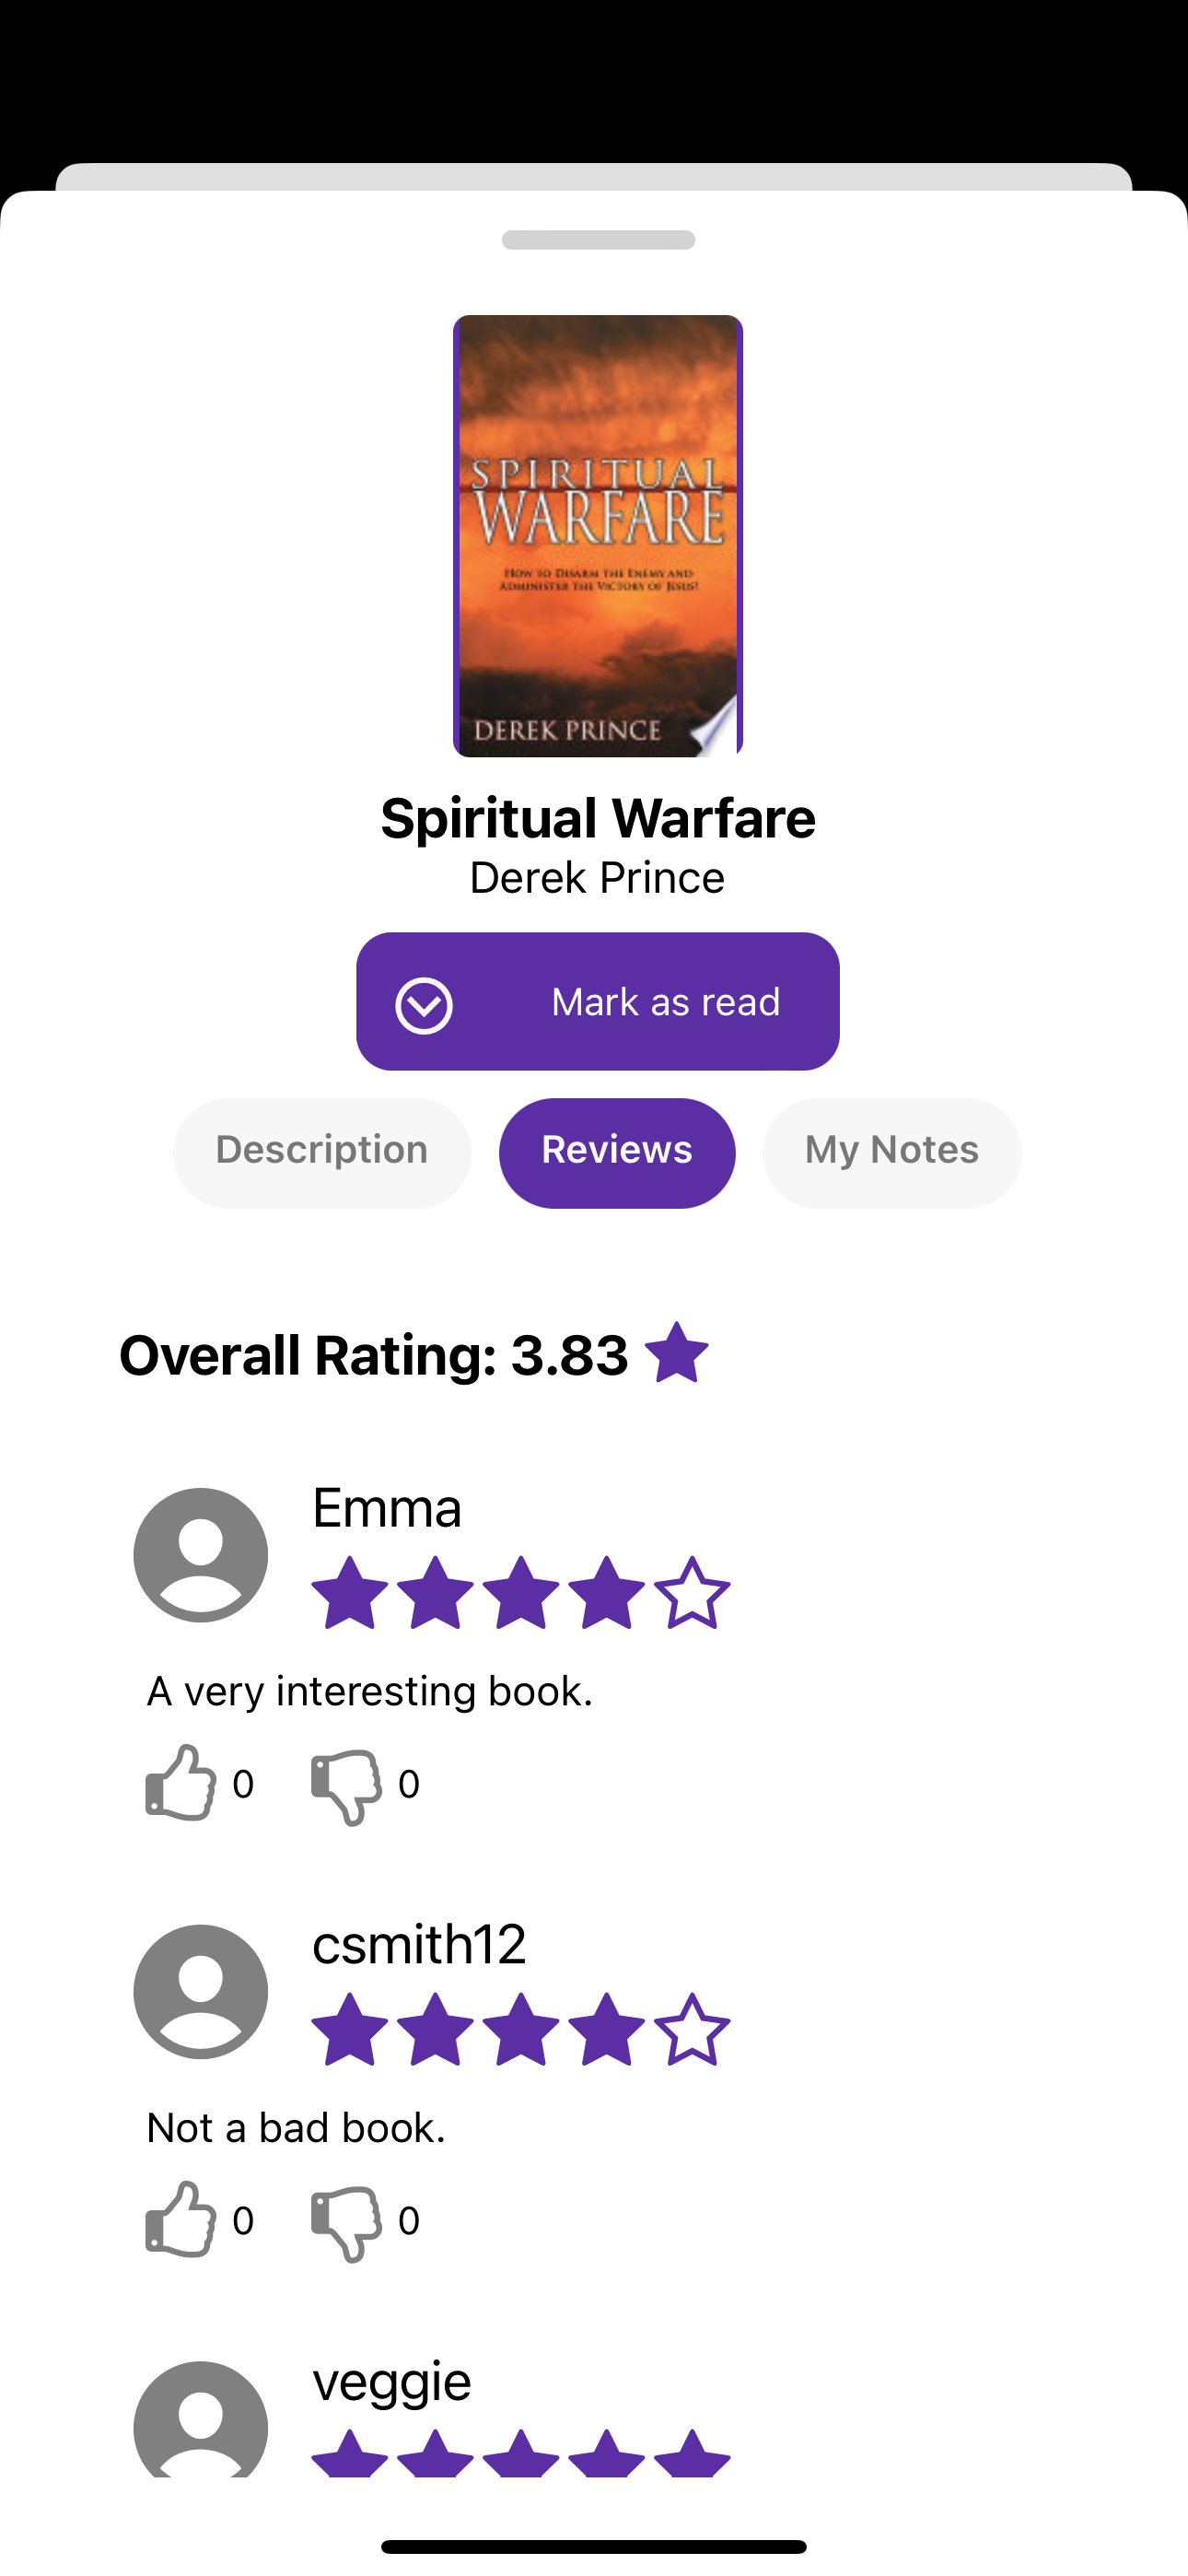 SPIRITUAL
WARFARE
HOW TO DISARM THE ENEMY AND
ADMINISTER THE VICTORY OF JESUS!
DEREK PRINCE
Spiritual Warfare
Derek Prince
Mark as read
Description Reviews My Notes
Overall Rating: 3.83
Emma
A very interesting book.
0 0
csmith12
Not a bad book.
0 0
veggie